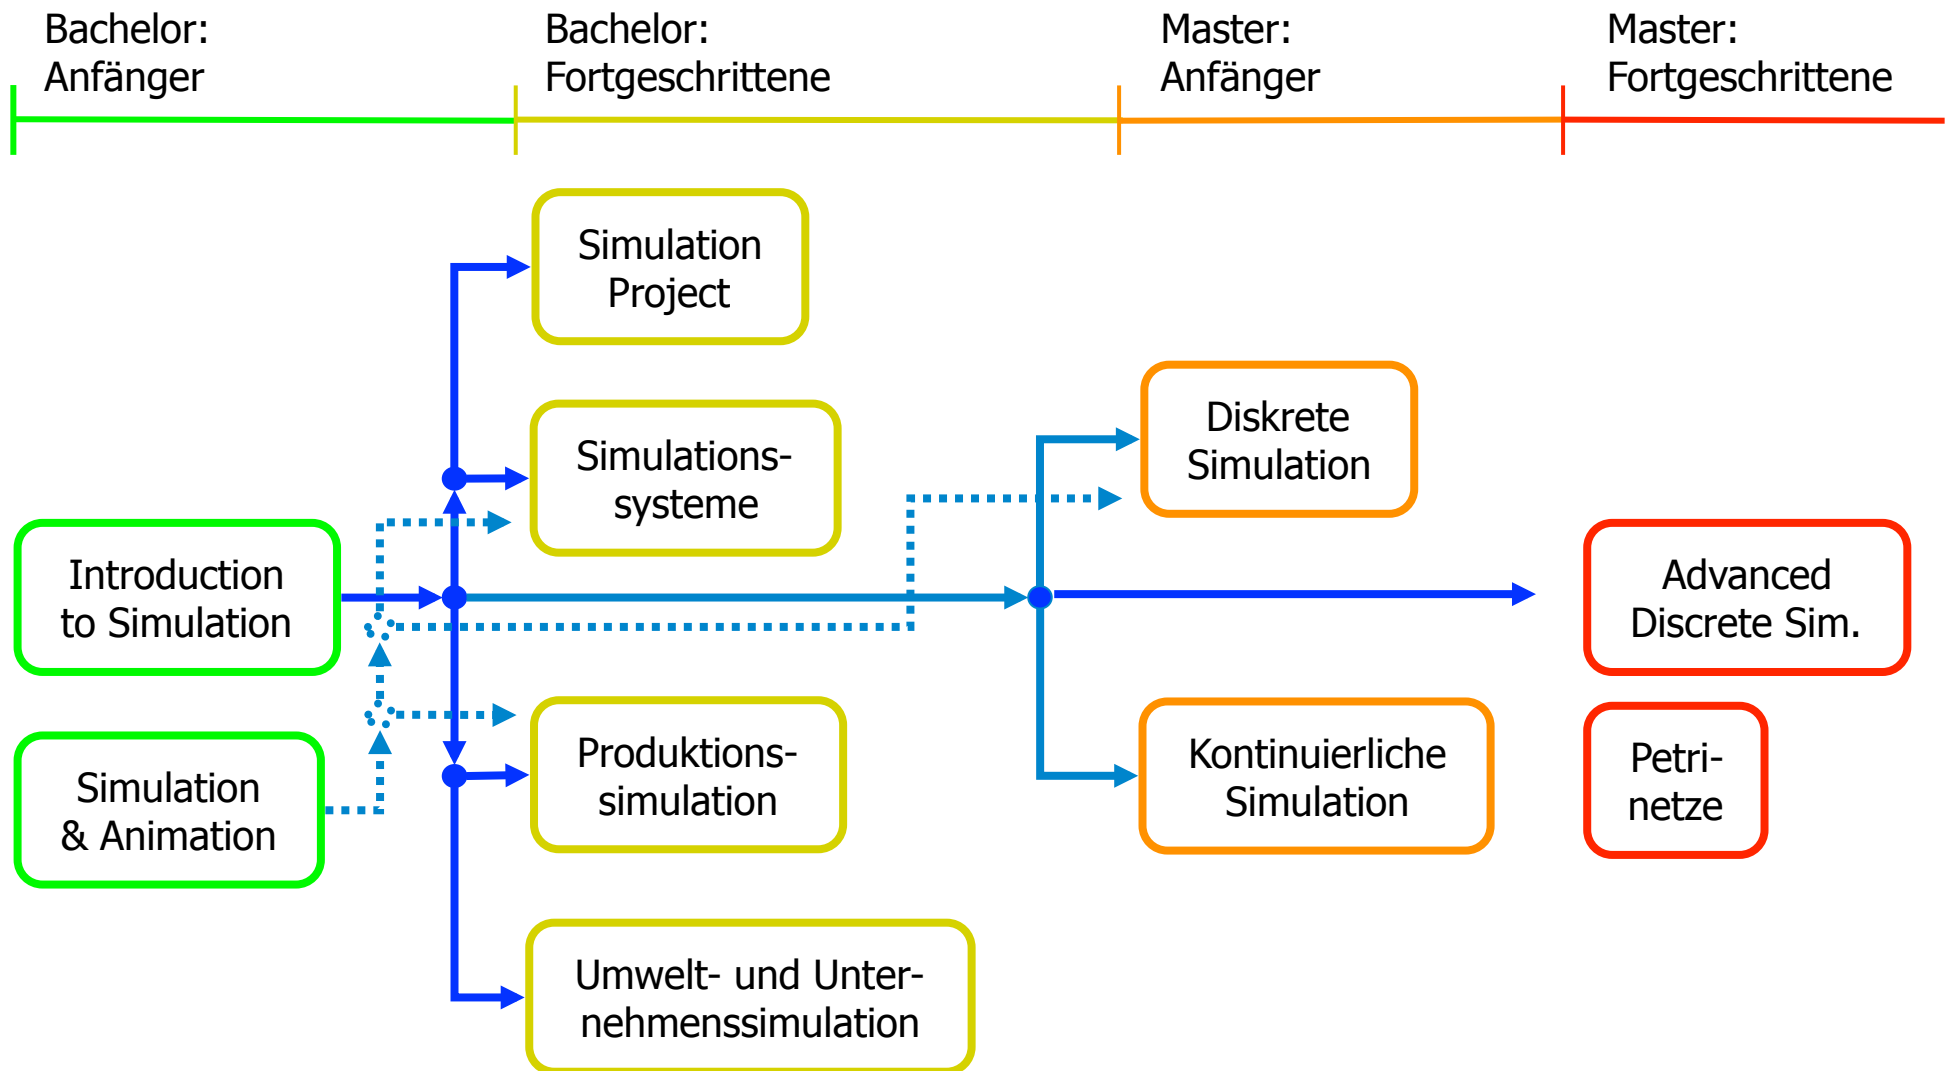 Bachelor:
Anfänger
Bachelor:
Fortgeschrittene
Master:
Anfänger
Master:
Fortgeschrittene
Simulation
Project
Simulations-
systeme
Diskrete
Simulation
Introduction
to Simulation
Advanced
Discrete Sim.
Simulation
& Animation
Produktions-
simulation
Kontinuierliche
Simulation
Petri-
netze
Umwelt- und Unter-
nehmenssimulation